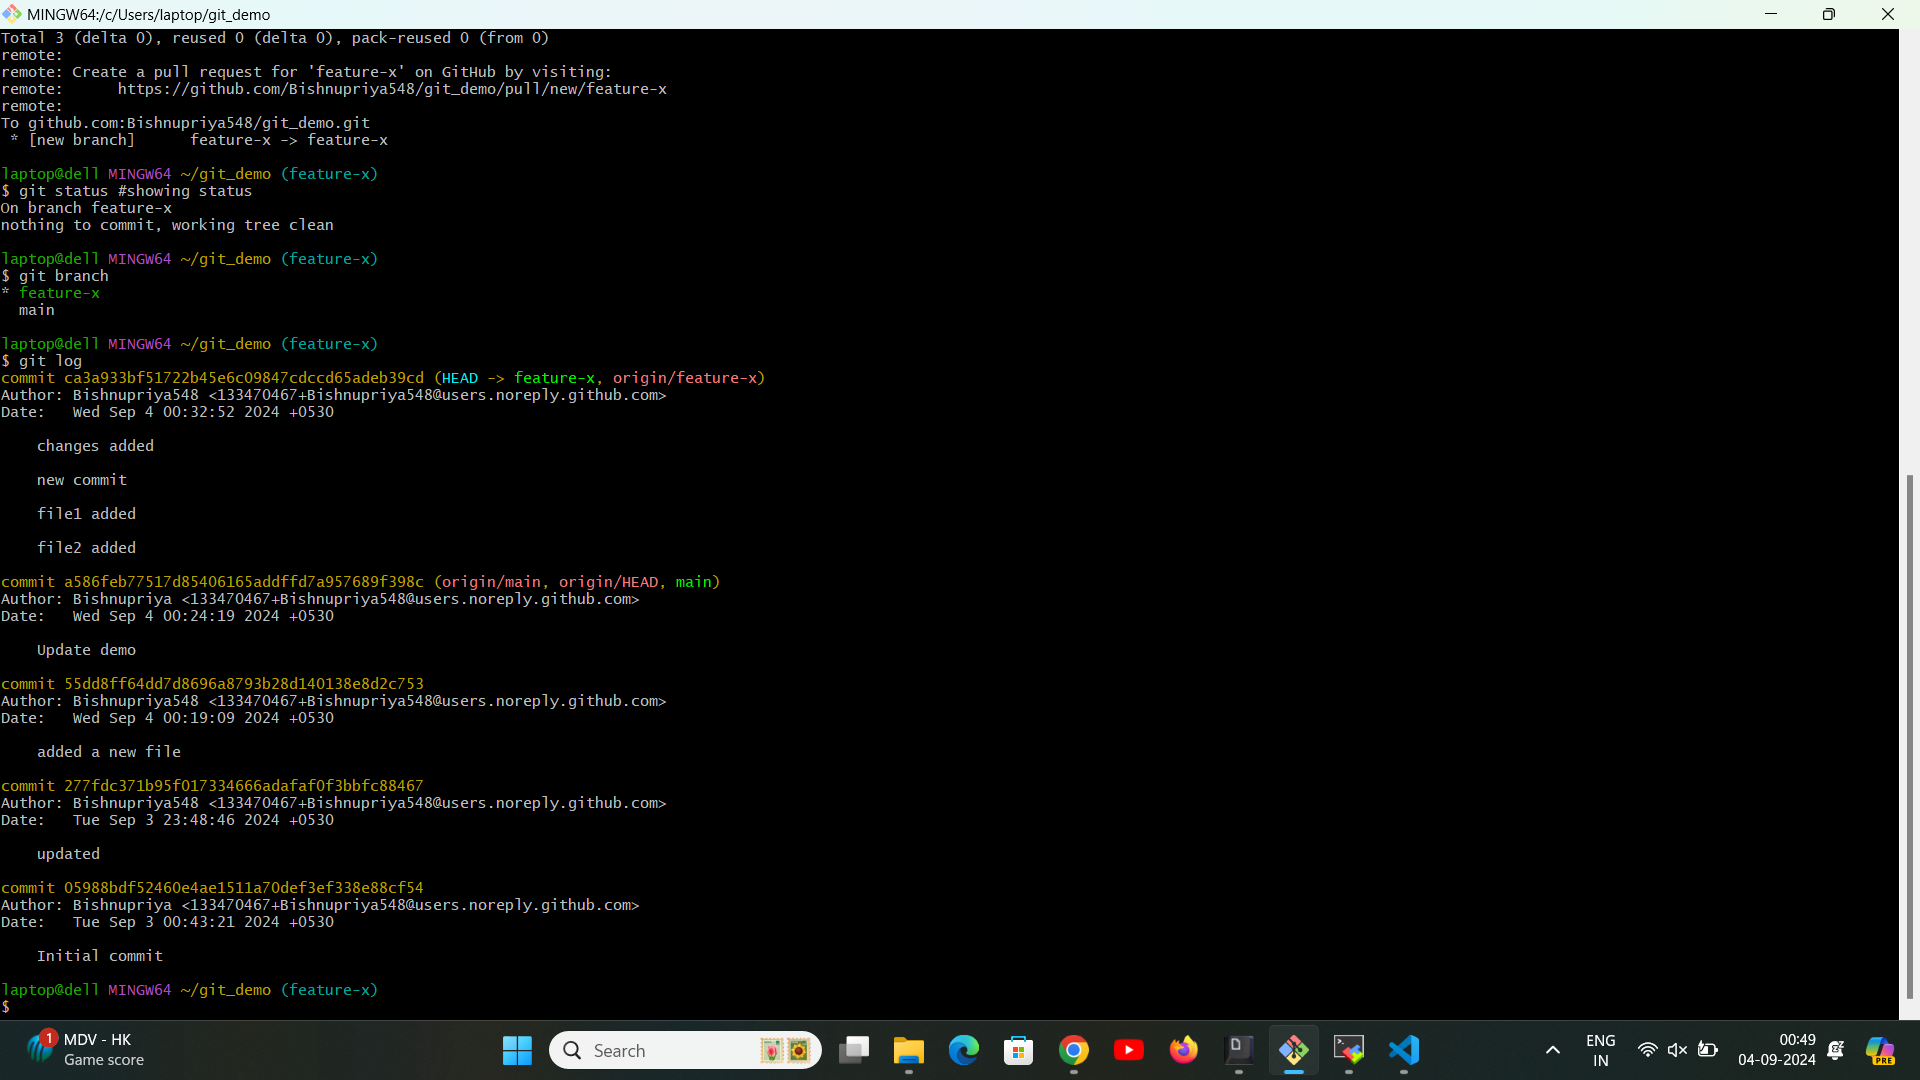 MINGW64:/c/Users/laptop/git_demo
Total 3 (delta 0), reused 0 (delta 0), pack-reused 0 (from 0)
remote:
remote: Create a pull request for 'feature-x' on GitHub by visiting:
remote:      https://github.com/Bishnupriya548/git_demo/pull/new/feature-x
remote:
To github.com:Bishnupriya548/git_demo.git
 * [new branch]      feature-x -> feature-x
laptop@dell MINGW64 ~/git_demo (feature-x)
$ git status #showing status
On branch feature-x
nothing to commit, working tree clean
laptop@dell MINGW64 ~/git_demo (feature-x)
$ git branch
* feature-x
  main
laptop@dell MINGW64 ~/git_demo (feature-x)
$ git log
commit ca3a933bf51722b45e6c09847cdccd65adeb39cd (HEAD -> feature-x, origin/feature-x)
Author: Bishnupriya548 <133470467+Bishnupriya548@users.noreply.github.com>
Date:   Wed Sep 4 00:32:52 2024 +0530
    changes added
    new commit
    file1 added
    file2 added
commit a586feb77517d85406165addffd7a957689f398c (origin/main, origin/HEAD, main)
Author: Bishnupriya <133470467+Bishnupriya548@users.noreply.github.com>
Date:   Wed Sep 4 00:24:19 2024 +0530
    Update demo
commit 55dd8ff64dd7d8696a8793b28d140138e8d2c753
Author: Bishnupriya548 <133470467+Bishnupriya548@users.noreply.github.com>
Date:   Wed Sep 4 00:19:09 2024 +0530
    added a new file
commit 277fdc371b95f017334666adafaf0f3bbfc88467
Author: Bishnupriya548 <133470467+Bishnupriya548@users.noreply.github.com>
Date:   Tue Sep 3 23:48:46 2024 +0530
    updated
commit 05988bdf52460e4ae1511a70def3ef338e88cf54
Author: Bishnupriya <133470467+Bishnupriya548@users.noreply.github.com>
Date:   Tue Sep 3 00:43:21 2024 +0530
    Initial commit
laptop@dell MINGW64 ~/git_demo (feature-x)
$
1
MDV - HK
Game score
Search
D
ENG
IN
00:49
04-09-2024
PRE